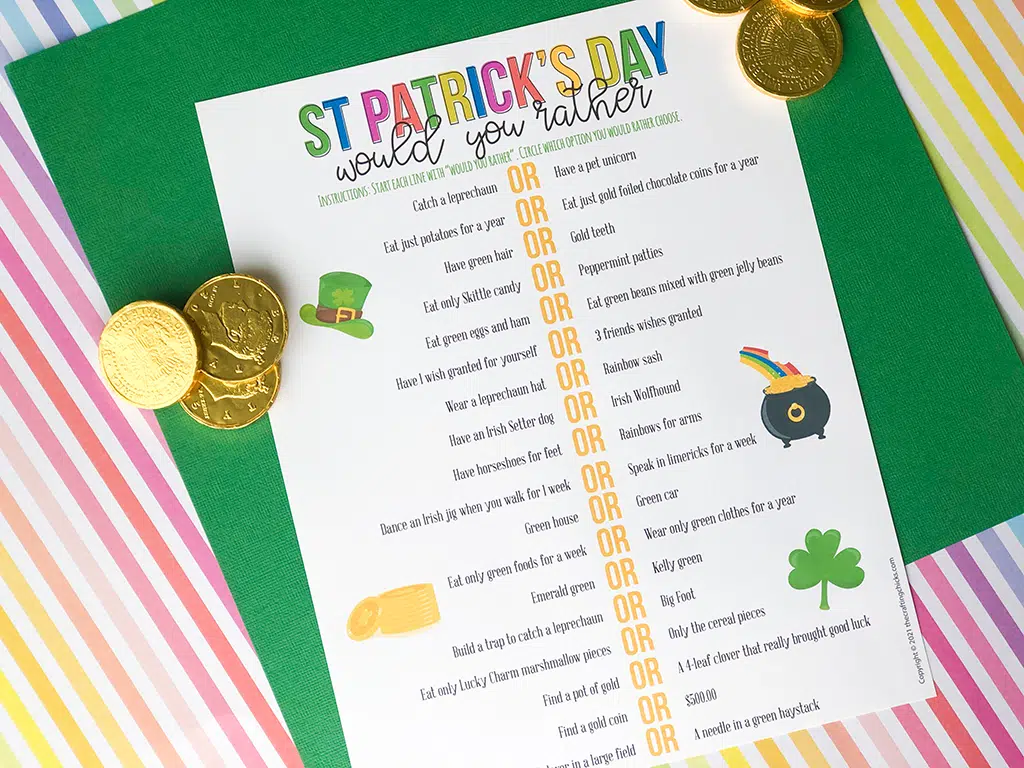 ST PATRICK'S DAY
would you rather
INSTRUCTIONS: START EACH LINE WITH "WOULD YOU RATHER". CIRCLE WHICH OPTION YOU WOULD RATHER CHOOSE.
Catch a leprechaun OR Have a pet unicorn
Eat just potatoes for a year OR Eat just gold foiled chocolate coins for a year
Have green hair OR Gold teeth
Eat only Skittle candy OR Peppermint patties
Eat green eggs and ham OR Eat green beans mixed with green jelly beans
Have 1 wish granted for yourself OR 3 friends wishes granted
Wear a leprechaun hat OR Rainbow sash
Have an Irish Setter dog OR Irish Wolfhound
Have horseshoes for feet OR Rainbows for arms
Dance an Irish jig when you walk for 1 week OR Speak in limericks for a week
Green house OR Green car
Eat only green foods for a week OR Wear only green clothes for a year
Emerald green OR Kelly green
Build a trap to catch a leprechaun OR Big Foot
Eat only Lucky Charm marshmallow pieces OR Only the cereal pieces
Find a pot of gold OR A 4-leaf clover that really brought good luck
Find a gold coin OR $500.00
in a large field OR A needle in a green haystack
Copyright © 2021 thecraftingchicks.com